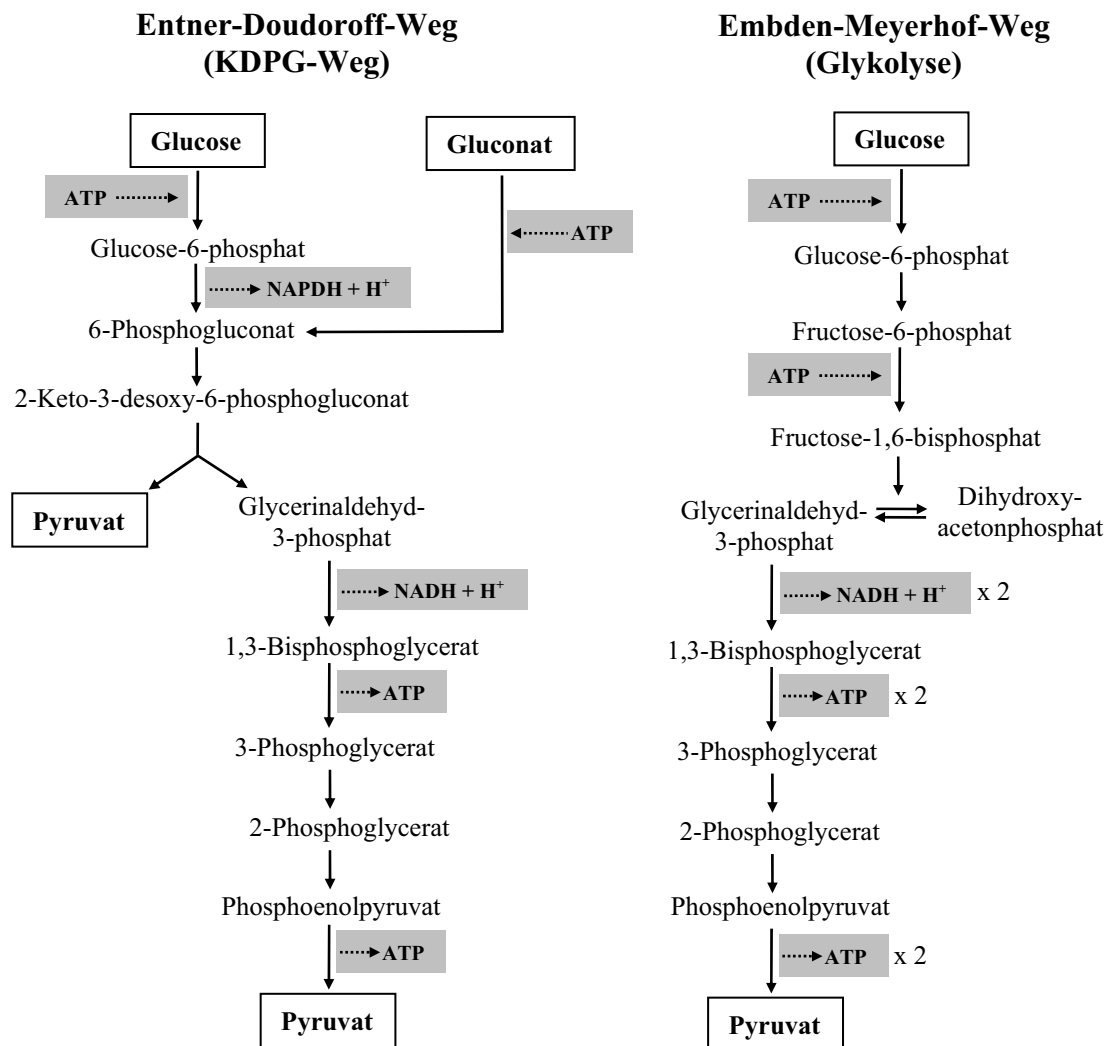 Entner-Doudoroff-Weg
(KDPG-Weg)
Glucose
Gluconat
ATP
ATP
Glucose-6-phosphat
NAPDH + H⁺
6-Phosphogluconat
2-Keto-3-desoxy-6-phosphogluconat
Pyruvat
Glycerinaldehyd-
3-phosphat
NADH + H⁺
1,3-Bisphosphoglycerat
ATP
3-Phosphoglycerat
2-Phosphoglycerat
Phosphoenolpyruvat
ATP
Pyruvat
Embden-Meyerhof-Weg
(Glykolyse)
Glucose
ATP
Glucose-6-phosphat
Fructose-6-phosphat
ATP
Fructose-1,6-bisphosphat
Glycerinaldehyd-
3-phosphat
Dihydroxy-
acetonphosphat
NADH + H⁺ x 2
1,3-Bisphosphoglycerat
ATP x 2
3-Phosphoglycerat
2-Phosphoglycerat
Phosphoenolpyruvat
ATP x 2
Pyruvat